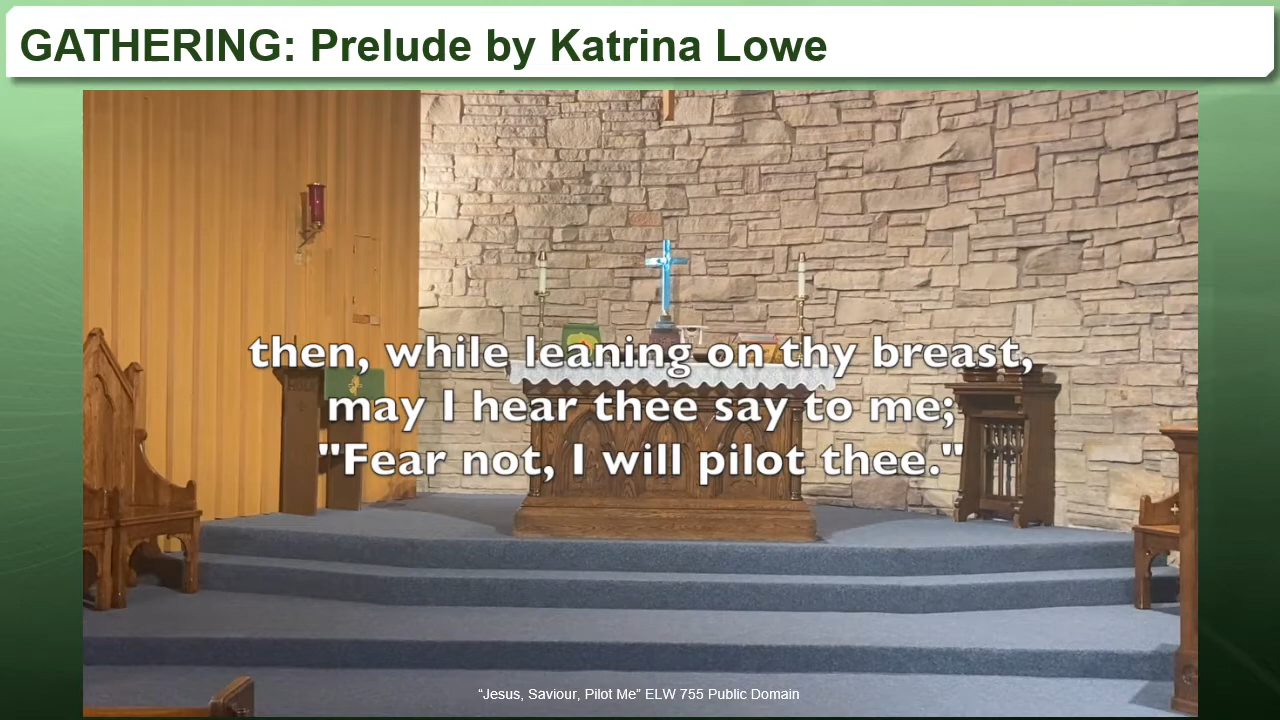 GATHERING: Prelude by Katrina Lowe
then, while leaning on thy breast,
may I hear thee say to me;
"Fear not, I will pilot thee."
“Jesus, Saviour, Pilot Me” ELW 755 Public Domain